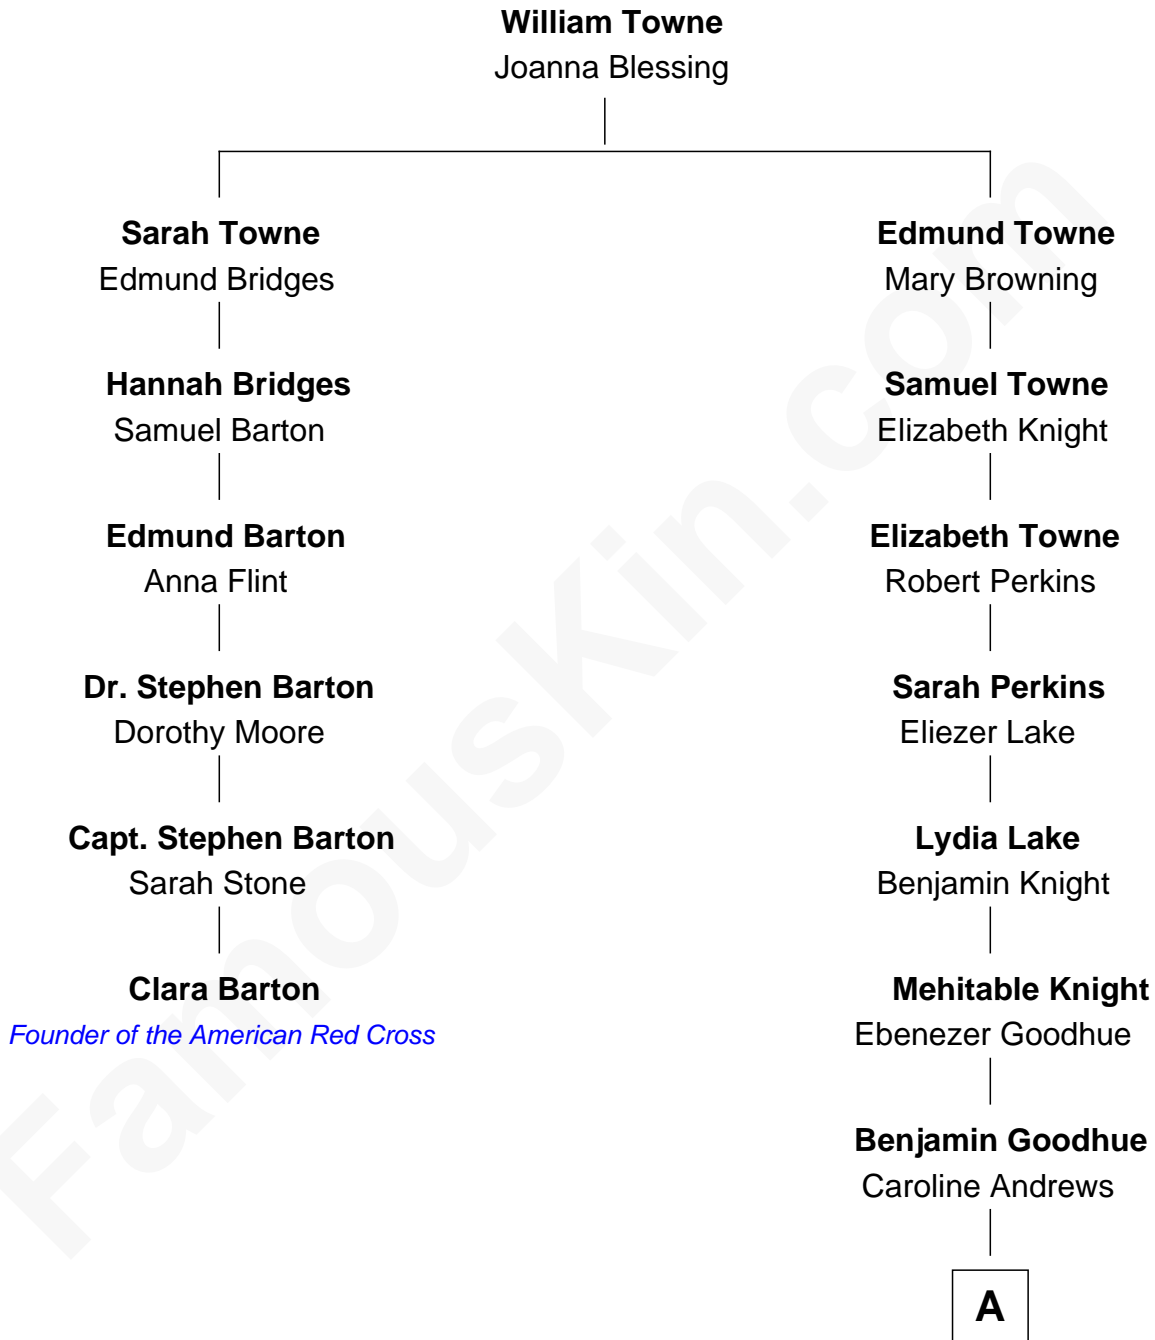 William Towne
Joanna Blessing
Sarah Towne
Edmund Bridges
Hannah Bridges
Samuel Barton
Edmund Barton
Anna Flint
Dr. Stephen Barton
Dorothy Moore
Capt. Stephen Barton
Sarah Stone
Clara Barton
Founder of the American Red Cross
Edmund Towne
Mary Browning
Samuel Towne
Elizabeth Knight
Elizabeth Towne
Robert Perkins
Sarah Perkins
Eliezer Lake
Lydia Lake
Benjamin Knight
Mehitable Knight
Ebenezer Goodhue
Benjamin Goodhue
Caroline Andrews
A
FamousKin.com